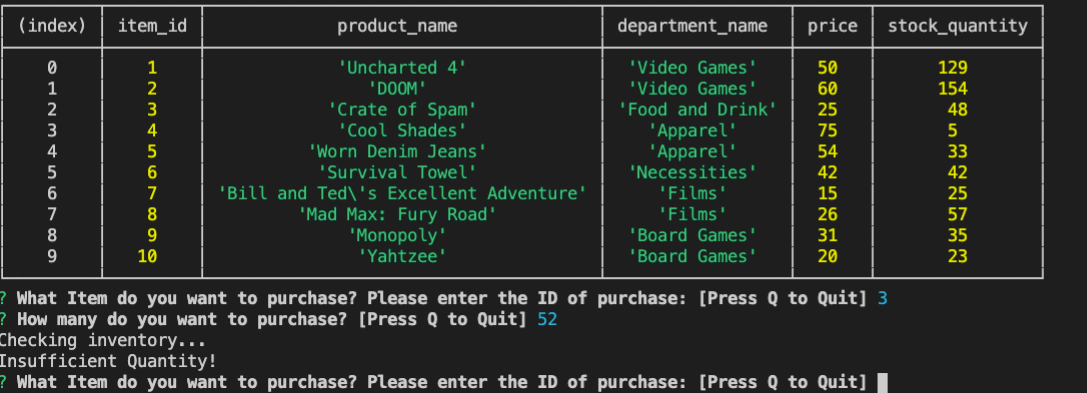 (index) item_id product_name department_name price stock_quantity
0 1 'Uncharted 4' 'Video Games' 50 129
1 2 'DOOM' 'Video Games' 60 154
2 3 'Crate of Spam' 'Food and Drink' 25 48
3 4 'Cool Shades' 'Apparel' 75 5
4 5 'Worn Denim Jeans' 'Apparel' 54 33
5 6 'Survival Towel' 'Necessities' 42 42
6 7 'Bill and Ted\'s Excellent Adventure' 'Films' 15 25
7 8 'Mad Max: Fury Road' 'Films' 26 57
8 9 'Monopoly' 'Board Games' 31 35
9 10 'Yahtzee' 'Board Games' 20 23
? What Item do you want to purchase? Please enter the ID of purchase: [Press Q to Quit] 3
? How many do you want to purchase? [Press Q to Quit] 52
Checking inventory...
Insufficient Quantity!
? What Item do you want to purchase? Please enter the ID of purchase: [Press Q to Quit]